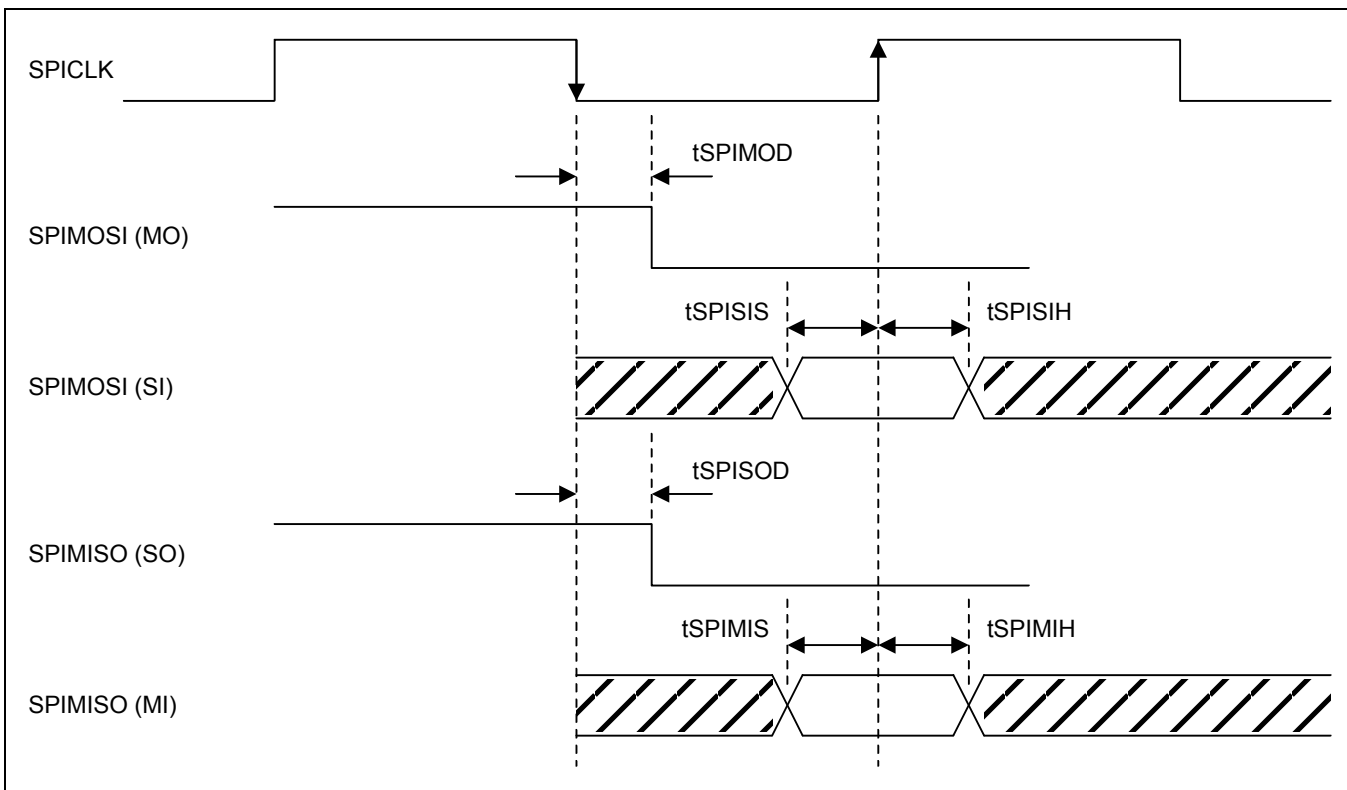 SPICLK
tSPIMOD
SPIMOSI (MO)
tSPISIS
tSPISIH
SPIMOSI (SI)
tSPISOD
SPIMISO (SO)
tSPIMIS
tSPIMIH
SPIMISO (MI)